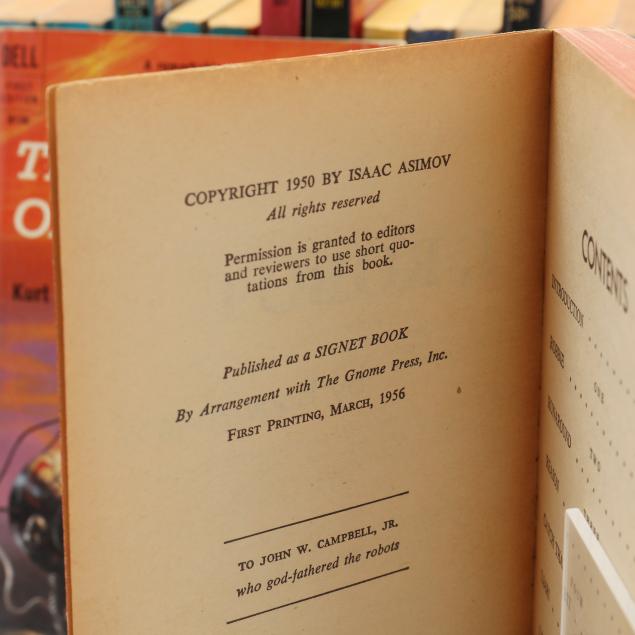 DELL
A
T
O
Kurt
COPYRIGHT 1950 BY ISAAC ASIMOV
All rights reserved
Permission is granted to editors
and reviewers to use short quo-
tations from this book.
Published as a SIGNET BOOK
By Arrangement with The Gnome Press, Inc.
FIRST PRINTING, MARCH, 1956
TO JOHN W. CAMPBELL, JR.
who god-fathered the robots
CONTENTS
INTRODUCTION
ONE
ROBBIE
TWO
RUNAROUND
REASON